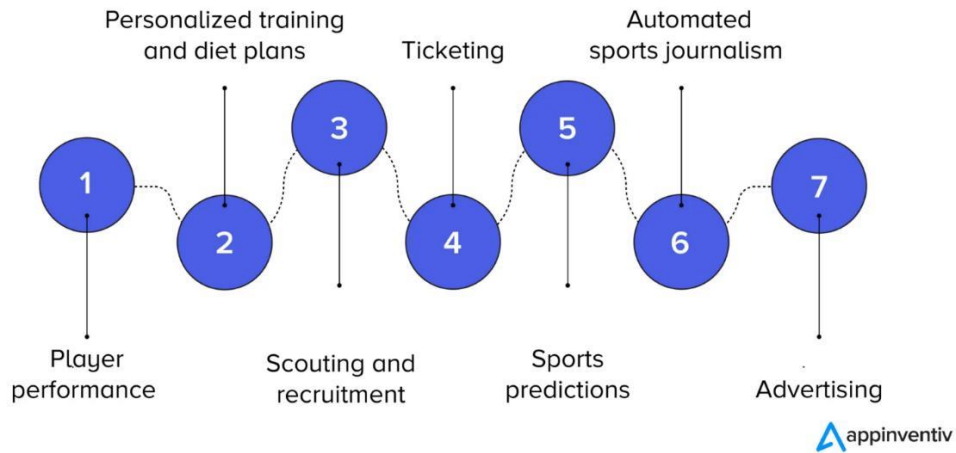 Personalized training
and diet plans
Ticketing
Automated
sports journalism
1
2
3
4
5
6
7
Player
performance
Scouting and
recruitment
Sports
predictions
Advertising
appinventiv